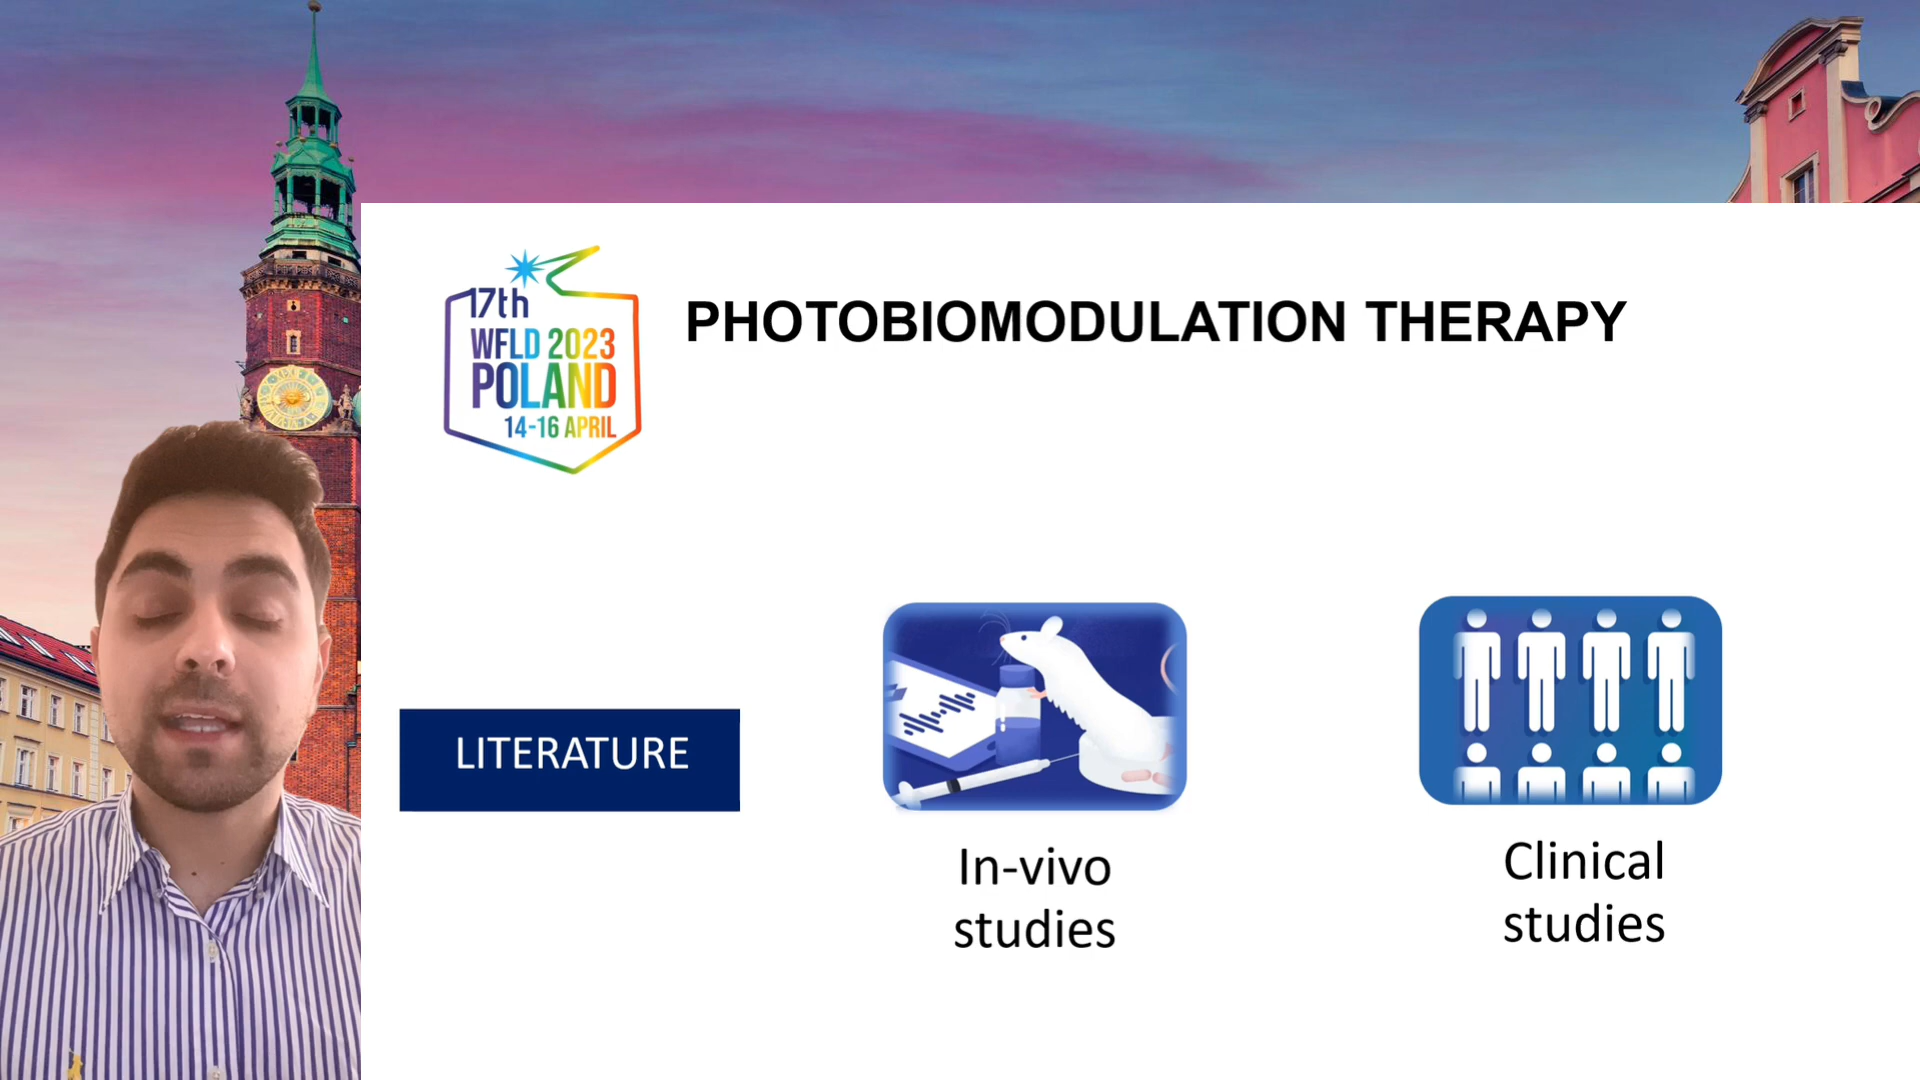 17th
WFLD 2023
POLAND
14-16 APRIL
PHOTOBIOMODULATION THERAPY
LITERATURE
In-vivo
studies
Clinical
studies